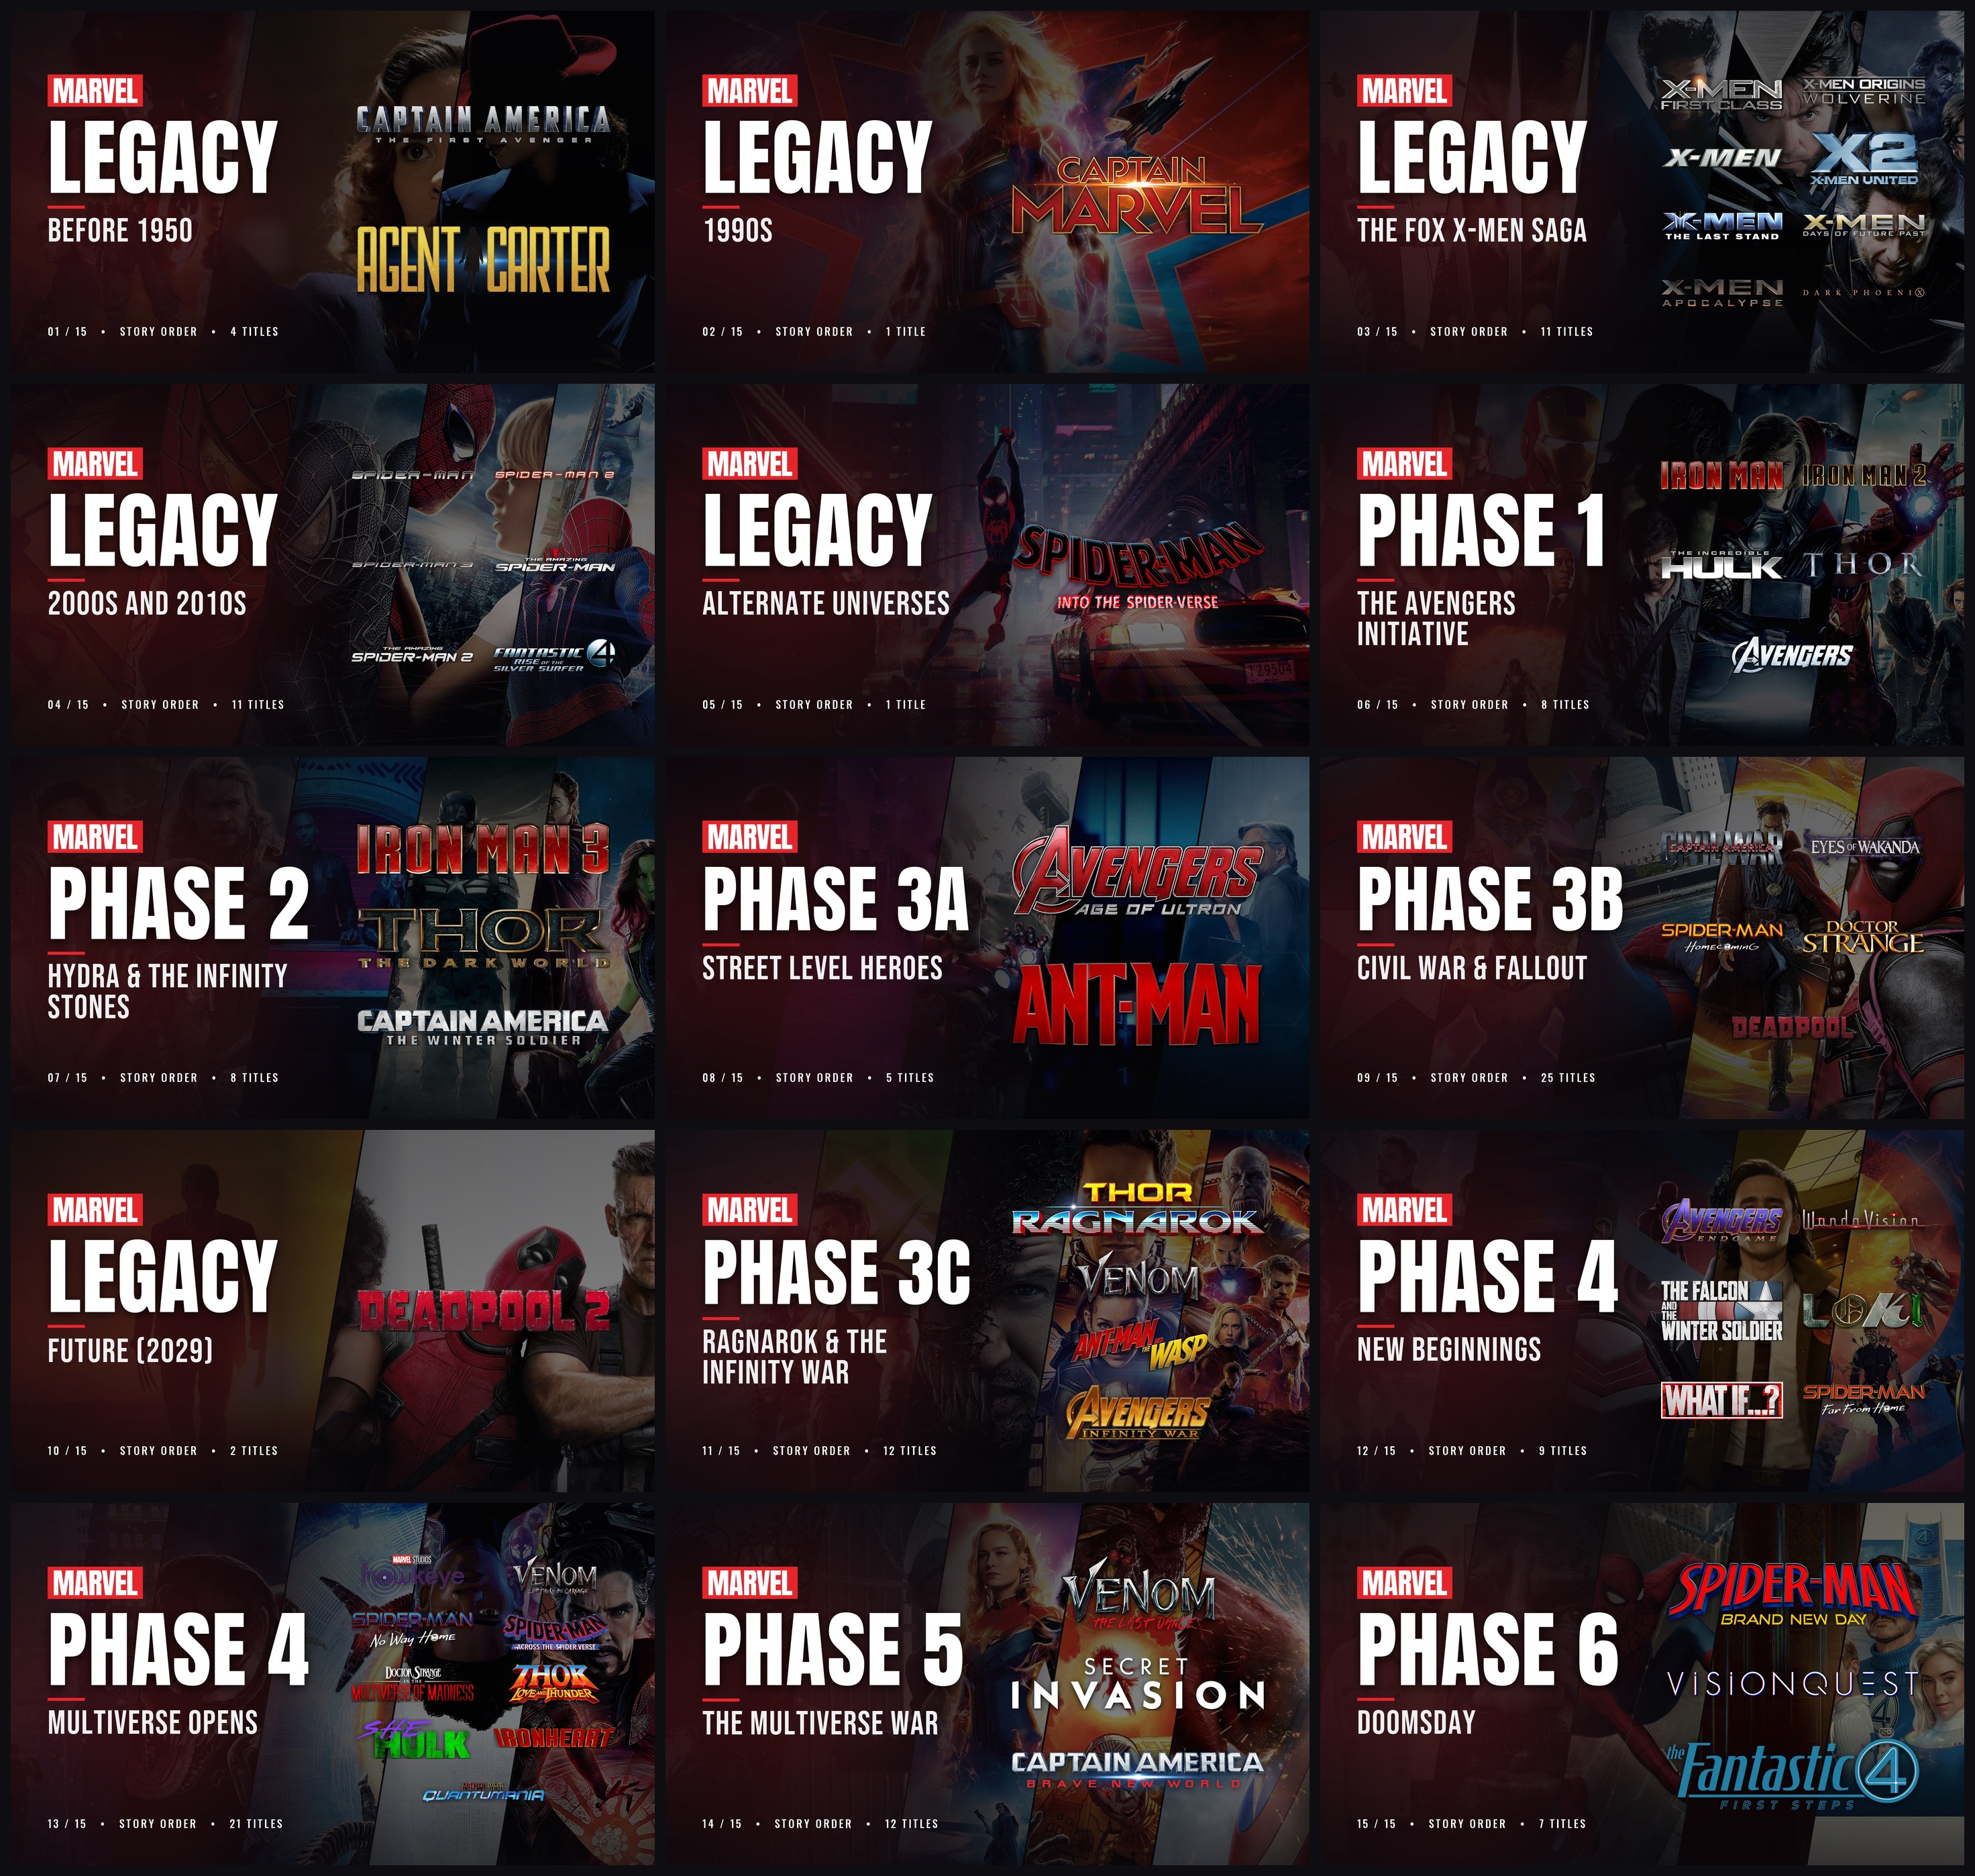 MARVEL
LEGACY
BEFORE 1950
CAPTAIN AMERICA
THE FIRST AVENGER
AGENT CARTER
01 / 15 • STORY ORDER • 4 TITLES
MARVEL
LEGACY
1990S
CAPTAIN
MARVEL
02 / 15 • STORY ORDER • 1 TITLE
MARVEL
LEGACY
THE FOX X-MEN SAGA
X-MEN
FIRST CLASS
X-MEN ORIGINS
WOLVERINE
X-MEN
X2
X-MEN UNITED
X-MEN
THE LAST STAND
X-MEN
DAYS OF FUTURE PAST
X-MEN
APOCALYPSE
DARK PHOENIX
03 / 15 • STORY ORDER • 11 TITLES
MARVEL
LEGACY
2000S AND 2010S
SPIDER-MAN
SPIDER-MAN 2
SPIDER-MAN 3
THE AMAZING
SPIDER-MAN
THE AMAZING
SPIDER-MAN 2
FANTASTIC 4
RISE OF THE
SILVER SURFER
04 / 15 • STORY ORDER • 11 TITLES
MARVEL
LEGACY
ALTERNATE UNIVERSES
SPIDER-MAN
INTO THE SPIDER-VERSE
05 / 15 • STORY ORDER • 1 TITLE
MARVEL
PHASE 1
THE AVENGERS
INITIATIVE
IRON MAN
IRON MAN 2
THE INCREDIBLE
HULK
THOR
AVENGERS
06 / 15 • STORY ORDER • 8 TITLES
MARVEL
PHASE 2
HYDRA & THE INFINITY
STONES
IRON MAN 3
THOR
THE DARK WORLD
CAPTAIN AMERICA
THE WINTER SOLDIER
07 / 15 • STORY ORDER • 8 TITLES
MARVEL
PHASE 3A
STREET LEVEL HEROES
AVENGERS
AGE OF ULTRON
ANT-MAN
08 / 15 • STORY ORDER • 5 TITLES
MARVEL
PHASE 3B
CIVIL WAR & FALLOUT
CIVIL WAR
CAPTAIN AMERICA
EYES OF WAKANDA
SPIDER-MAN
HOMECOMING
DOCTOR
STRANGE
DEADPOOL
09 / 15 • STORY ORDER • 25 TITLES
MARVEL
LEGACY
FUTURE (2029)
DEADPOOL 2
10 / 15 • STORY ORDER • 2 TITLES
MARVEL
PHASE 3C
RAGNAROK & THE
INFINITY WAR
THOR
RAGNAROK
VENOM
ANT-MAN
AND THE WASP
AVENGERS
INFINITY WAR
11 / 15 • STORY ORDER • 12 TITLES
MARVEL
PHASE 4
NEW BEGINNINGS
AVENGERS
ENDGAME
WandaVision
THE FALCON
AND THE
WINTER SOLDIER
LOKI
WHAT IF...?
SPIDER-MAN
Far From Home
12 / 15 • STORY ORDER • 9 TITLES
MARVEL
PHASE 4
MULTIVERSE OPENS
MARVEL STUDIOS
hawkeye
VENOM
SPIDER-MAN
No Way Home
SPIDER-MAN
ACROSS THE SPIDER-VERSE
DOCTOR STRANGE
IN THE
MULTIVERSE OF MADNESS
THOR
LOVE AND THUNDER
SHE
HULK
IRONHEART
QUANTUMANIA
13 / 15 • STORY ORDER • 21 TITLES
MARVEL
PHASE 5
THE MULTIVERSE WAR
VENOM
THE LAST DANCE
SECRET
INVASION
CAPTAIN AMERICA
BRAVE NEW WORLD
14 / 15 • STORY ORDER • 12 TITLES
MARVEL
PHASE 6
DOOMSDAY
SPIDER-MAN
BRAND NEW DAY
VISIONQUEST
the Fantastic 4
FIRST STEPS
15 / 15 • STORY ORDER • 7 TITLES